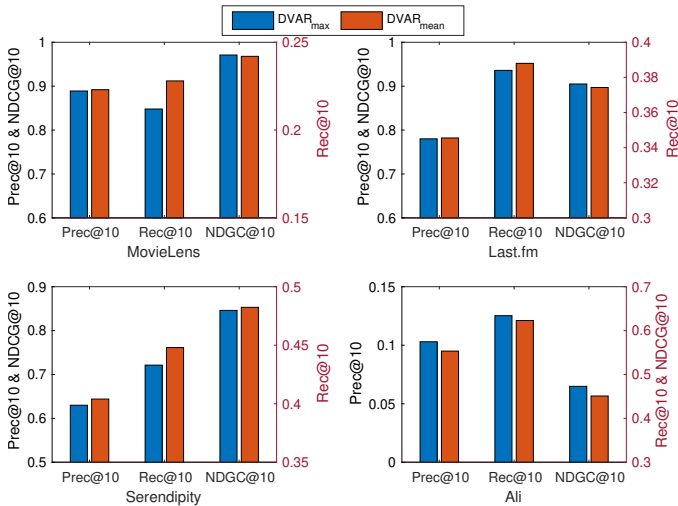 DVAR_max DVAR_mean
1 0.9 0.8 0.7 0.6
Prec@10 & NDCG@10
0.25 0.2 0.15
Rec@10
Prec@10 Rec@10 NDGC@10
MovieLens
1 0.9 0.8 0.7 0.6
Prec@10 & NDCG@10
0.4 0.38 0.36 0.34 0.32 0.3
Rec@10
Prec@10 Rec@10 NDGC@10
Last.fm
0.9 0.8 0.7 0.6 0.5
Prec@10 & NDCG@10
0.5 0.45 0.4 0.35
Rec@10
Prec@10 Rec@10 NDGC@10
Serendipity
0.15 0.1 0.05 0
Prec@10
0.7 0.6 0.5 0.4 0.3
Rec@10 & NDCG@10
Prec@10 Rec@10 NDGC@10
Ali